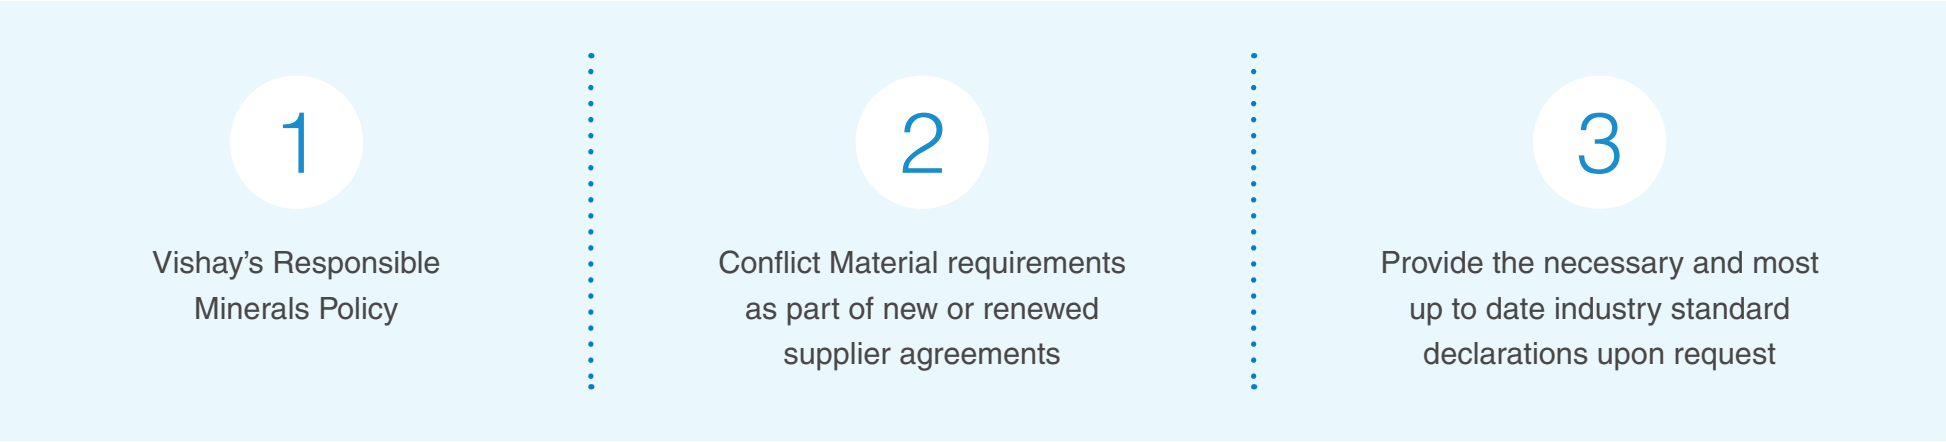 1
Vishay’s Responsible
Minerals Policy
2
Conflict Material requirements
as part of new or renewed
supplier agreements
3
Provide the necessary and most
up to date industry standard
declarations upon request